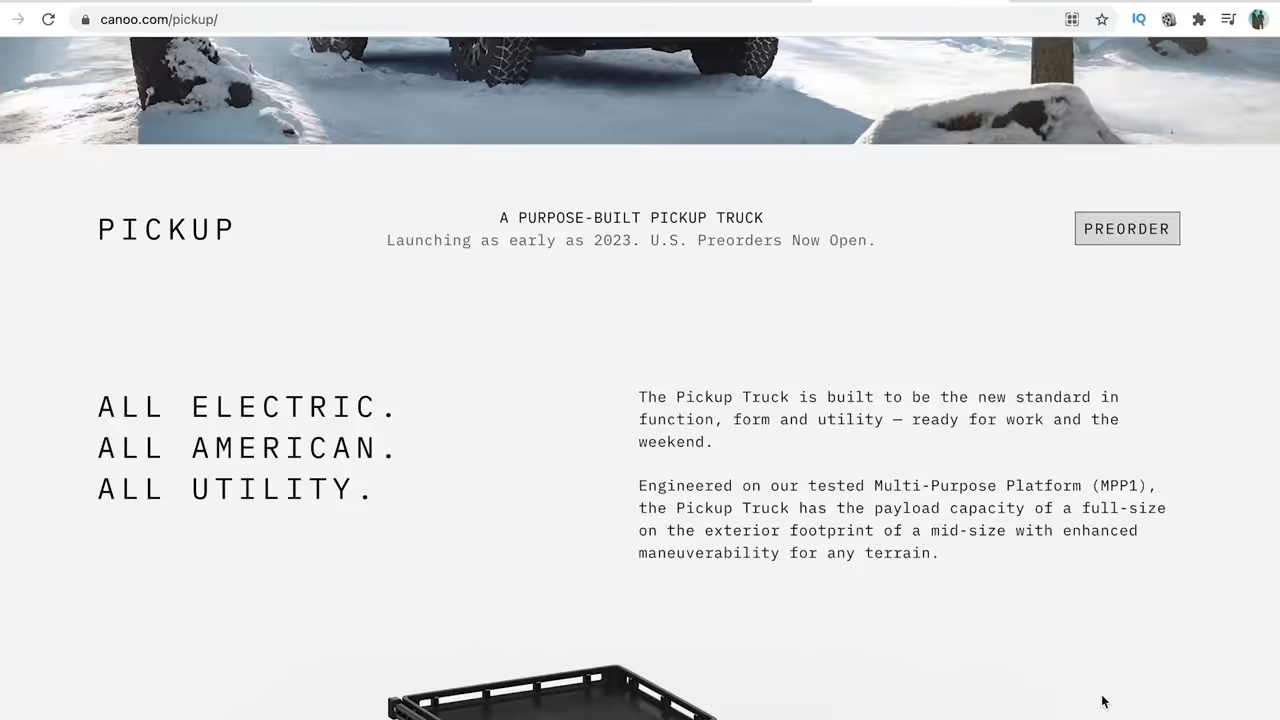 canoo.com/pickup/
IQ
PICKUP
A PURPOSE-BUILT PICKUP TRUCK
Launching as early as 2023. U.S. Preorders Now Open.
PREORDER
ALL ELECTRIC.
ALL AMERICAN.
ALL UTILITY.
The Pickup Truck is built to be the new standard in
function, form and utility — ready for work and the
weekend.
Engineered on our tested Multi-Purpose Platform (MPP1),
the Pickup Truck has the payload capacity of a full-size
on the exterior footprint of a mid-size with enhanced
maneuverability for any terrain.